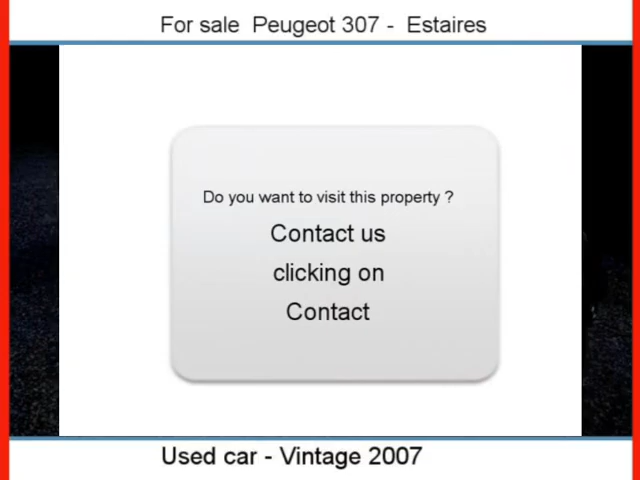 For sale  Peugeot 307 -  Estaires
Do you want to visit this property ?
Contact us
clicking on
Contact
Used car - Vintage 2007